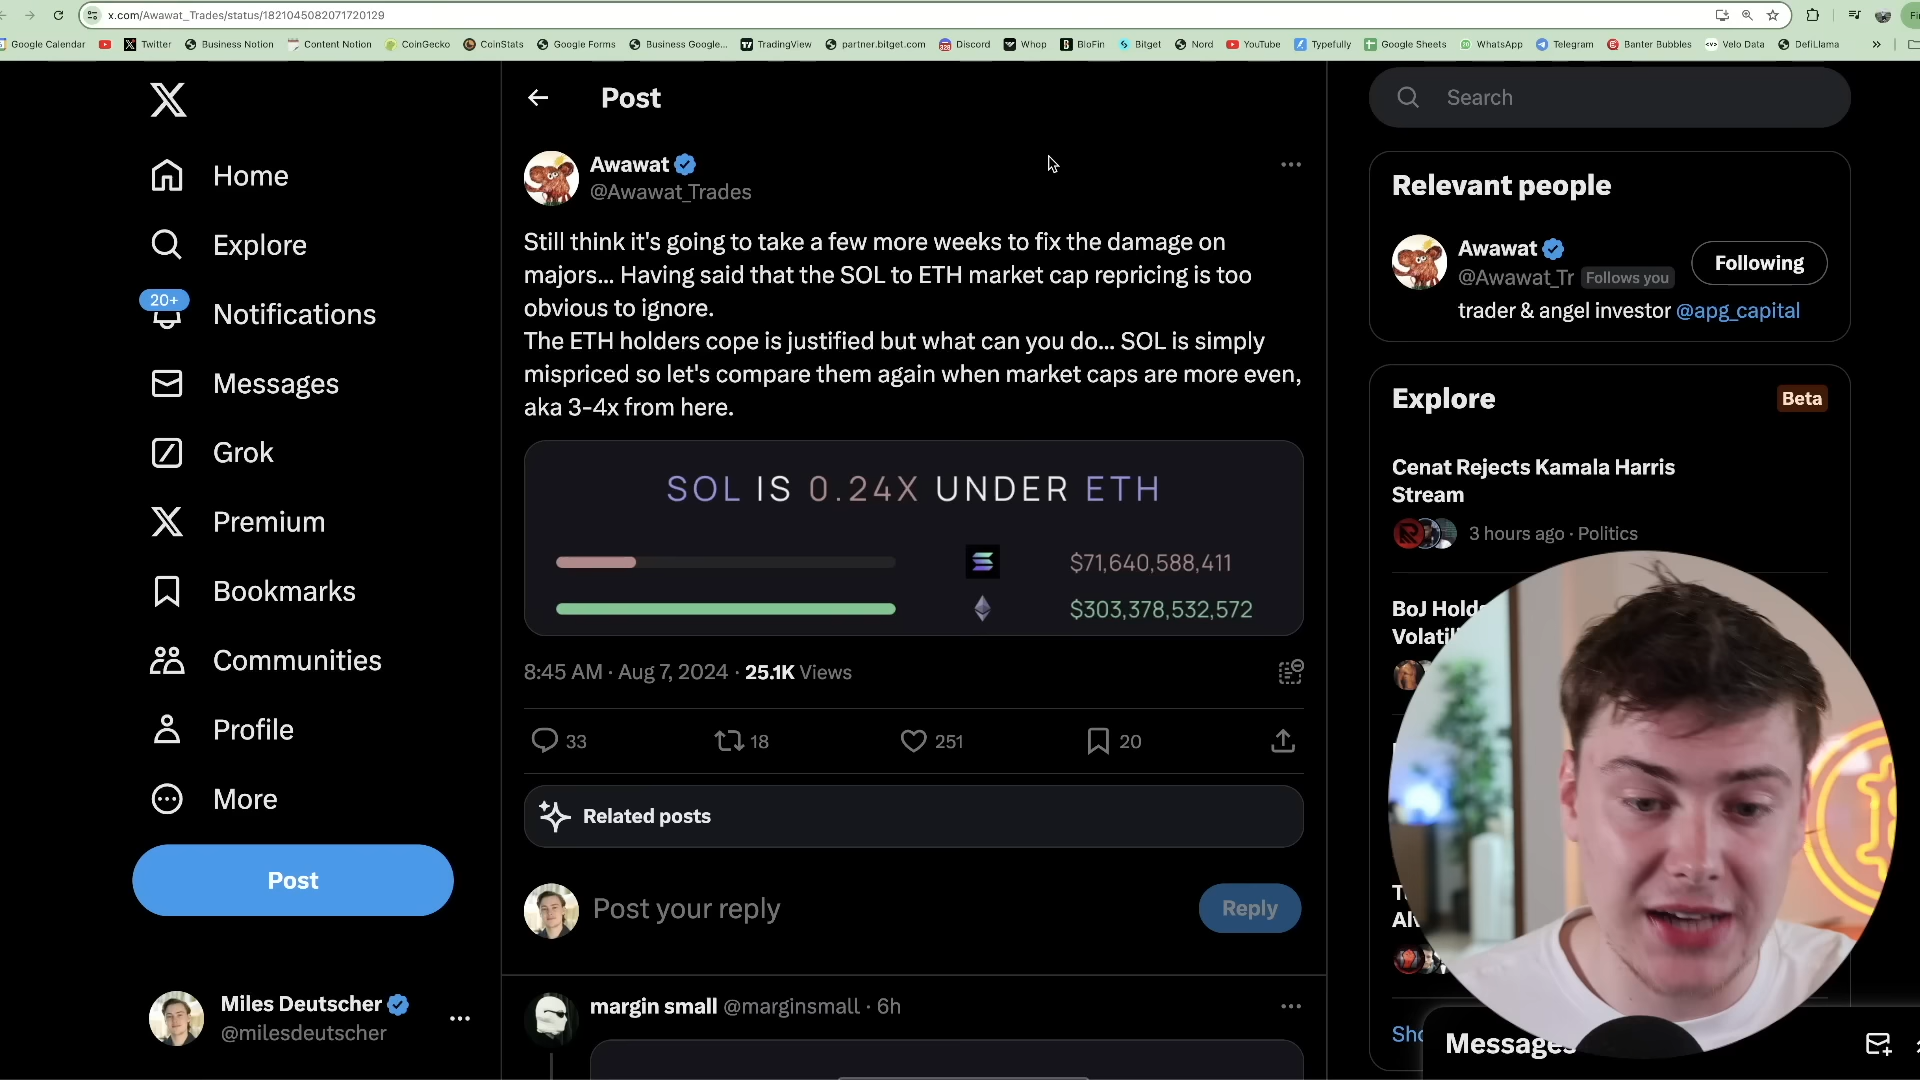 x.com/Awawat_Trades/status/1821045082071720129
Google Calendar
Twitter
Business Notion
Content Notion
CoinGecko
CoinStats
Google Forms
Business Google...
TradingView
partner.bitget.com
Discord
Whop
BloFin
Bitget
Nord
YouTube
Typefully
Google Sheets
WhatsApp
Telegram
Banter Bubbles
Velo Data
DefiLlama
Home
Explore
20+
Notifications
Messages
Grok
Premium
Bookmarks
Communities
Profile
More
Post
Miles Deutscher
@milesdeutscher
Post
Awawat
@Awawat_Trades
Still think it's going to take a few more weeks to fix the damage on
majors... Having said that the SOL to ETH market cap repricing is too
obvious to ignore.
The ETH holders cope is justified but what can you do... SOL is simply
mispriced so let's compare them again when market caps are more even,
aka 3-4x from here.
SOL IS 0.24X UNDER ETH
$71,640,588,411
$303,378,532,572
8:45 AM · Aug 7, 2024 · 25.1K Views
33
18
251
20
Related posts
Post your reply
Reply
margin small @marginsmall · 6h
Search
Relevant people
Awawat
@Awawat_Tr Follows you
Following
trader & angel investor @apg_capital
Explore
Beta
Cenat Rejects Kamala Harris
Stream
3 hours ago · Politics
BoJ Holds
Messages